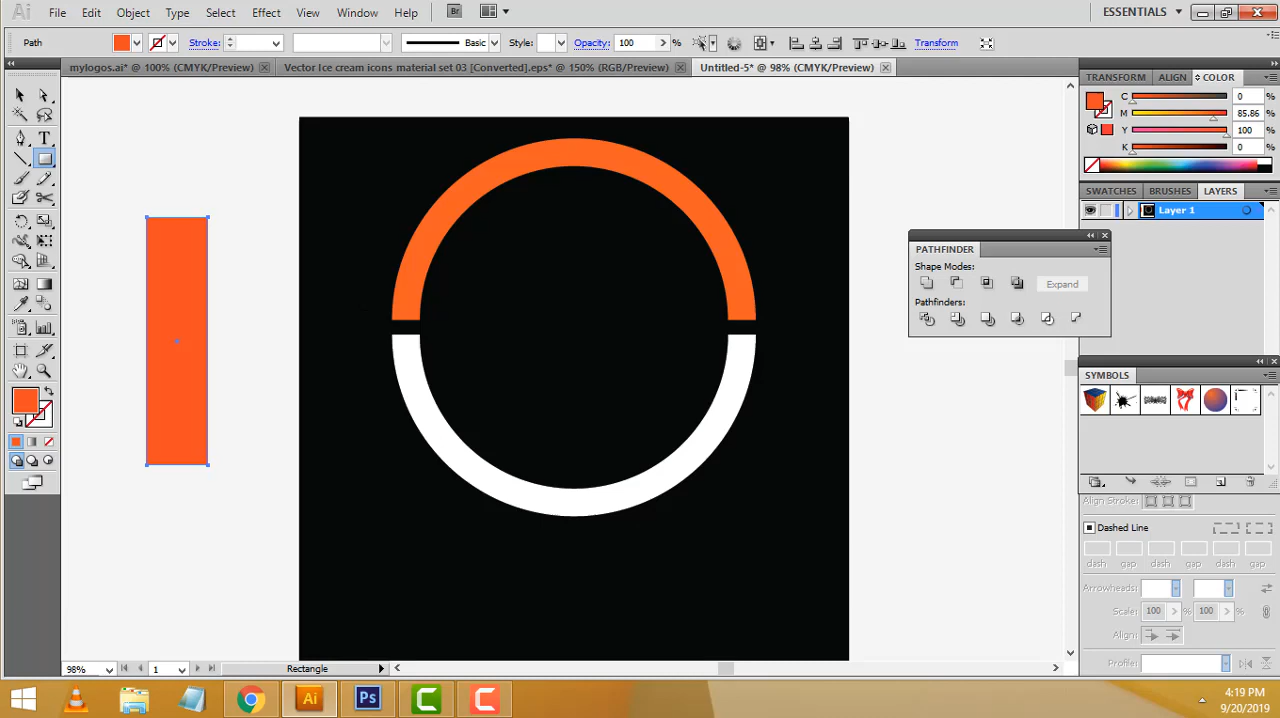 Ai File Edit Object Type Select Effect View Window Help Br ESSENTIALS
Path Stroke: Basic Style: Opacity: 100 % Transform
mylogos.ai* @ 100% (CMYK/Preview) Vector Ice cream icons material set 03 [Converted].eps* @ 150% (RGB/Preview) Untitled-5* @ 98% (CMYK/Preview)
TRANSFORM ALIGN COLOR
C 0 %
M 85.86 %
Y 100 %
K 0 %
SWATCHES BRUSHES LAYERS
Layer 1
PATHFINDER
Shape Modes:
Expand
Pathfinders:
SYMBOLS
Align Stroke:
Dashed Line
dash gap dash gap dash gap
Arrowheads:
Scale: 100 % 100 %
Align:
Profile:
98% 1 Rectangle
Ai Ps C C
4:19 PM
9/20/2019